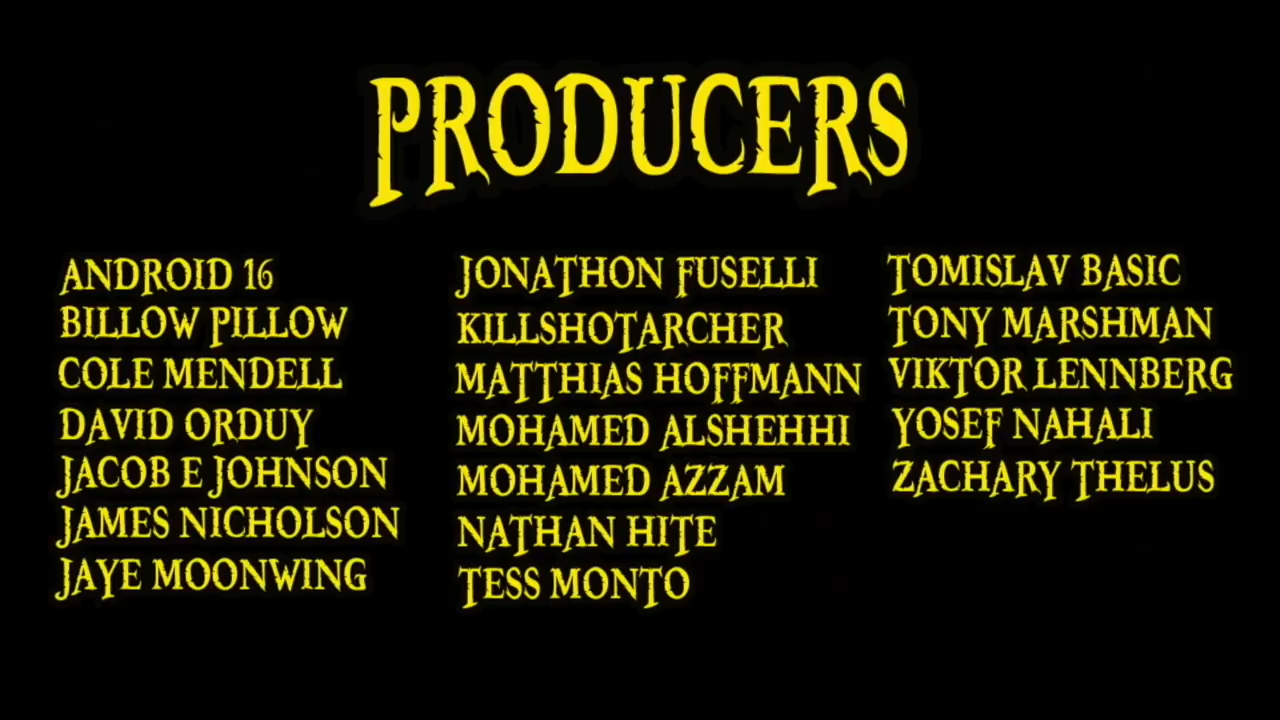 PRODUCERS
ANDROID 16
BILLOW PILLOW
COLE MENDELL
DAVID ORDUY
JACOB E JOHNSON
JAMES NICHOLSON
JAYE MOONWING
JONATHON FUSELLI
KILLSHOTARCHER
MATTHIAS HOFFMANN
MOHAMED ALSHEHHI
MOHAMED AZZAM
NATHAN HITE
TESS MONTO
TOMISLAV BASIC
TONY MARSHMAN
VIKTOR LENNBERG
YOSEF NAHALI
ZACHARY THELUS